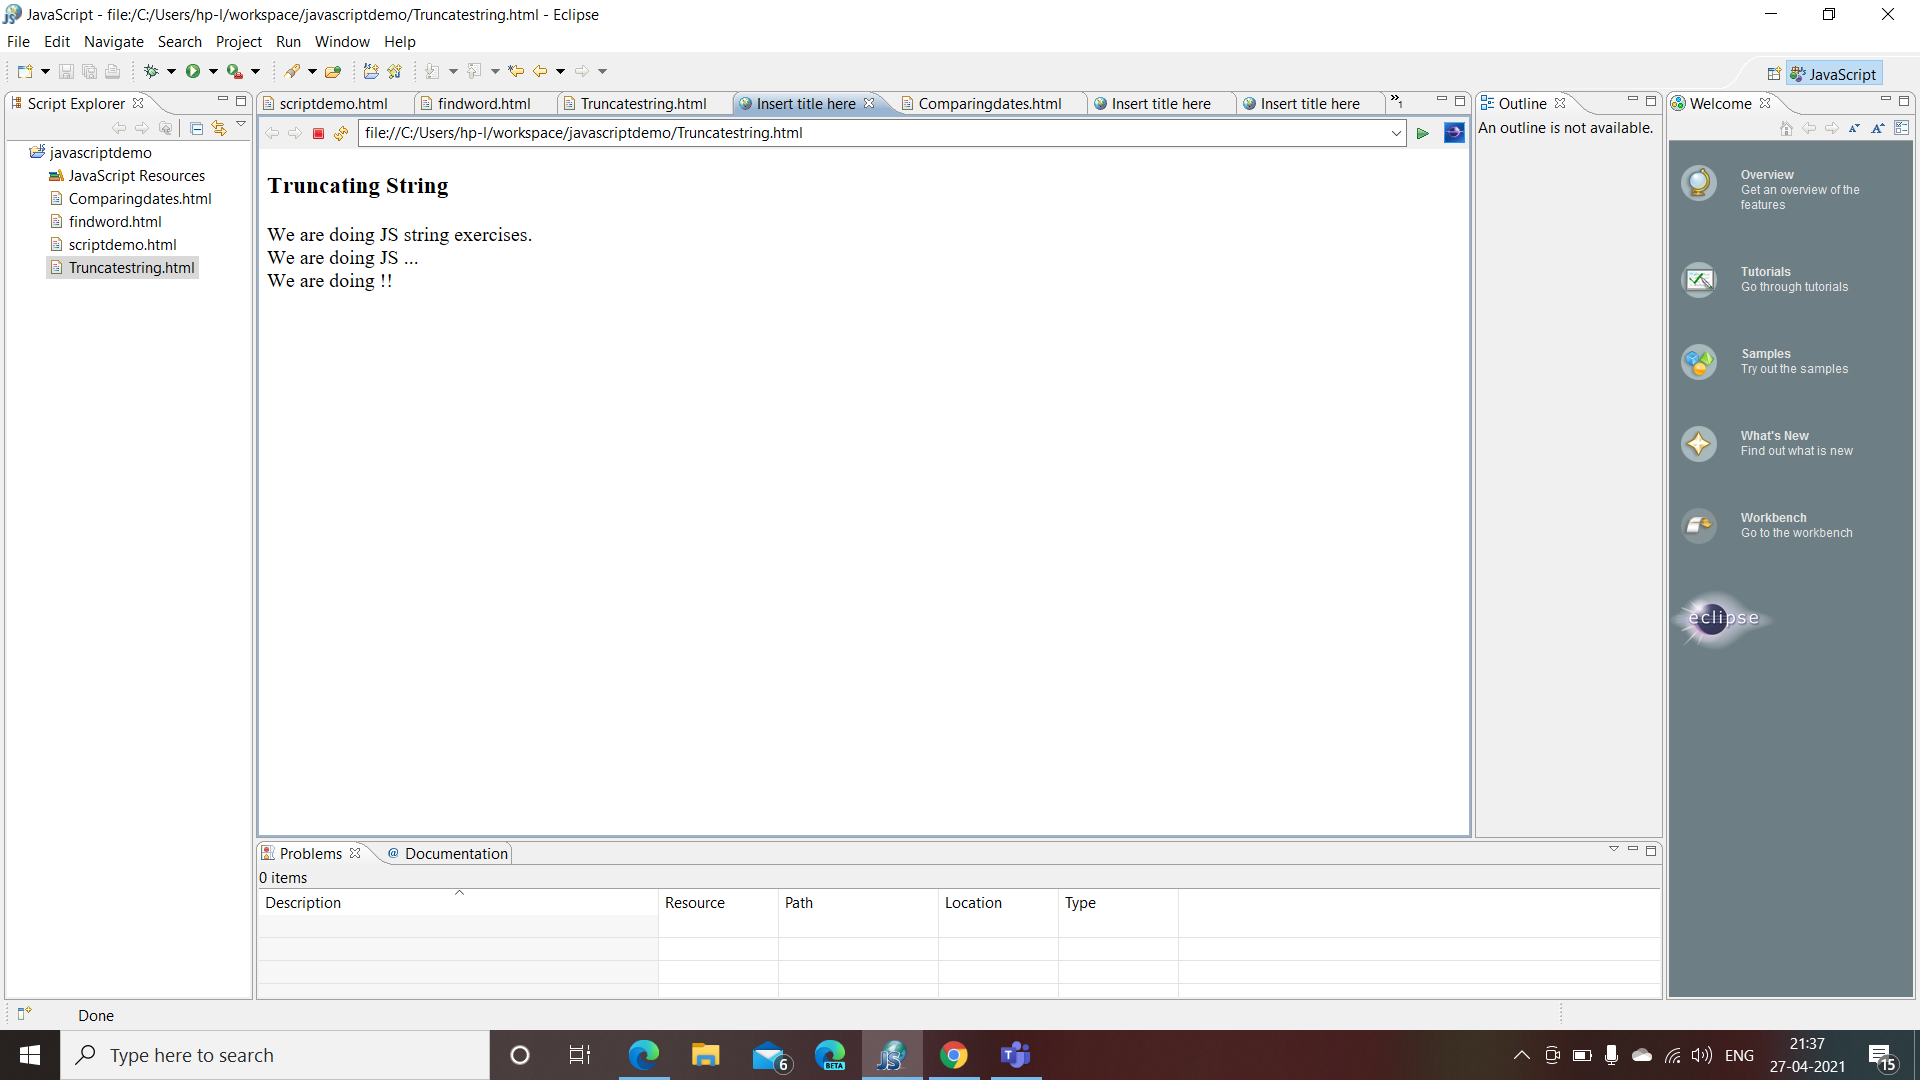 JavaScript - file:/C:/Users/hp-l/workspace/javascriptdemo/Truncatestring.html - Eclipse
File Edit Navigate Search Project Run Window Help
JavaScript
Script Explorer
scriptdemo.html findword.html Truncatestring.html Insert title here Comparingdates.html Insert title here Insert title here »1
Outline
Welcome
file://C:/Users/hp-l/workspace/javascriptdemo/Truncatestring.html
An outline is not available.
javascriptdemo
JavaScript Resources
Comparingdates.html
findword.html
scriptdemo.html
Truncatestring.html
Truncating String
We are doing JS string exercises.
We are doing JS ...
We are doing !!
Overview
Get an overview of the
features
Tutorials
Go through tutorials
Samples
Try out the samples
What's New
Find out what is new
Workbench
Go to the workbench
eclipse
Problems @ Documentation
0 items
Description Resource Path Location Type
Done
Type here to search
6
BETA
JS
ENG
21:37
27-04-2021
15